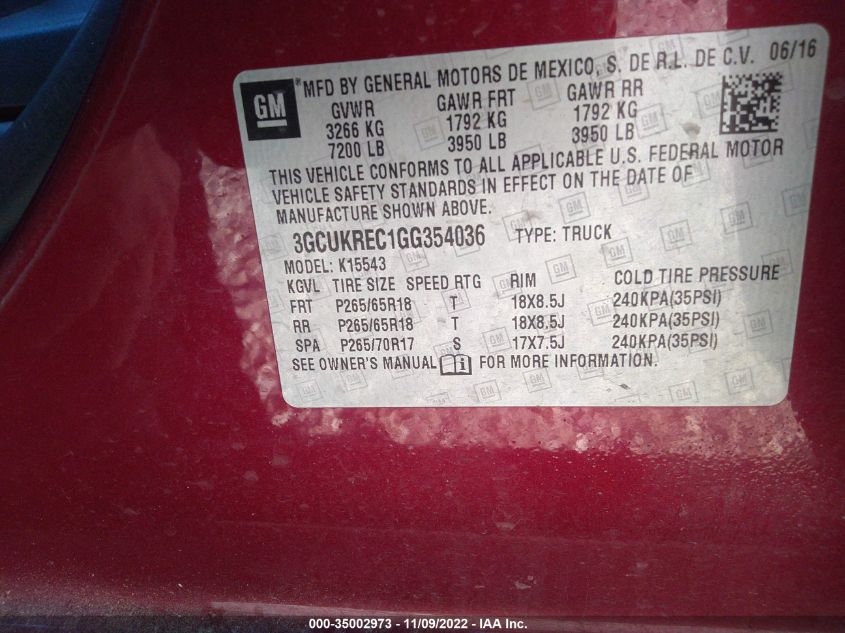 GM
MFD BY GENERAL MOTORS DE MEXICO, S. DE R.L. DE C.V. 06/16
GVWR GAWR FRT GAWR RR
3266 KG 1792 KG 1792 KG
7200 LB 3950 LB 3950 LB
THIS VEHICLE CONFORMS TO ALL APPLICABLE U.S. FEDERAL MOTOR
VEHICLE SAFETY STANDARDS IN EFFECT ON THE DATE OF
MANUFACTURE SHOWN ABOVE.
3GCUKREC1GG354036 TYPE: TRUCK
MODEL: K15543
KGVL TIRE SIZE SPEED RTG RIM COLD TIRE PRESSURE
FRT P265/65R18 T 18X8.5J 240KPA(35PSI)
RR P265/65R18 T 18X8.5J 240KPA(35PSI)
SPA P265/70R17 S 17X7.5J 240KPA(35PSI)
SEE OWNER'S MANUAL FOR MORE INFORMATION.
000-35002973 - 11/09/2022 - IAA Inc.